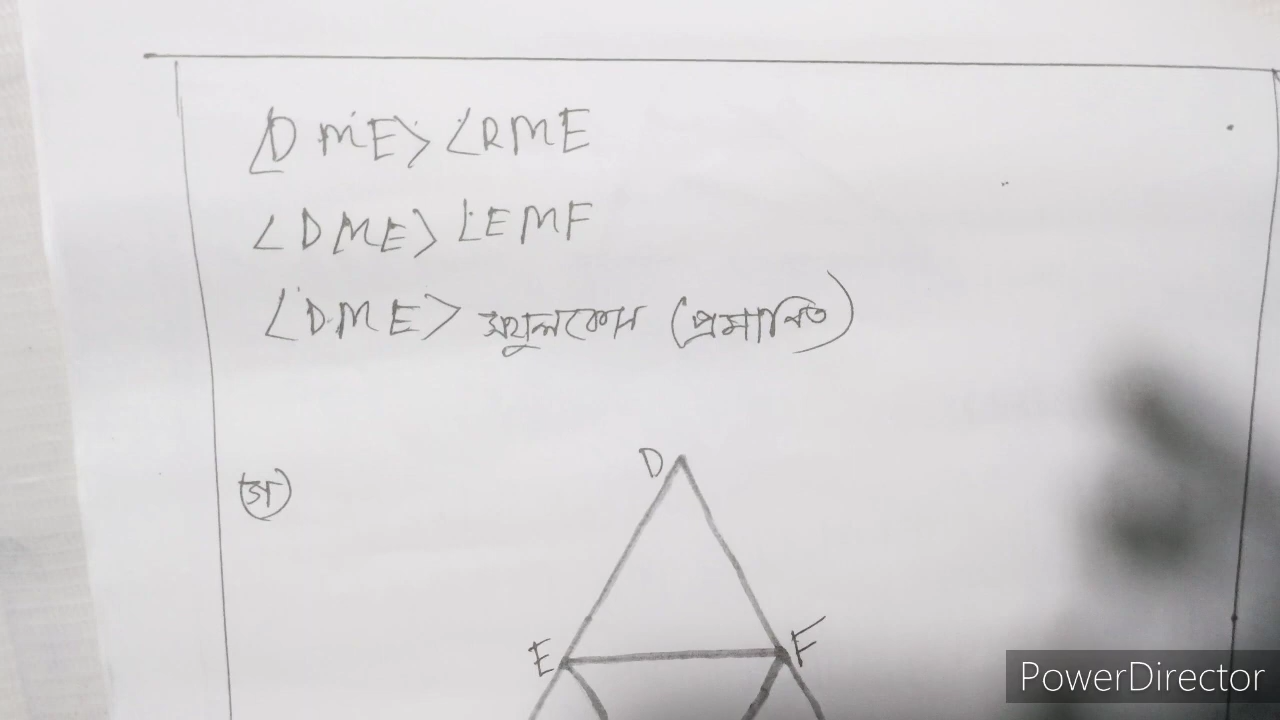 ∠DME > ∠RME
∠DME > ∠EMF
∠DME > স্থুলকোণ (প্রমাণিত)
গ
D
E
F
PowerDirector